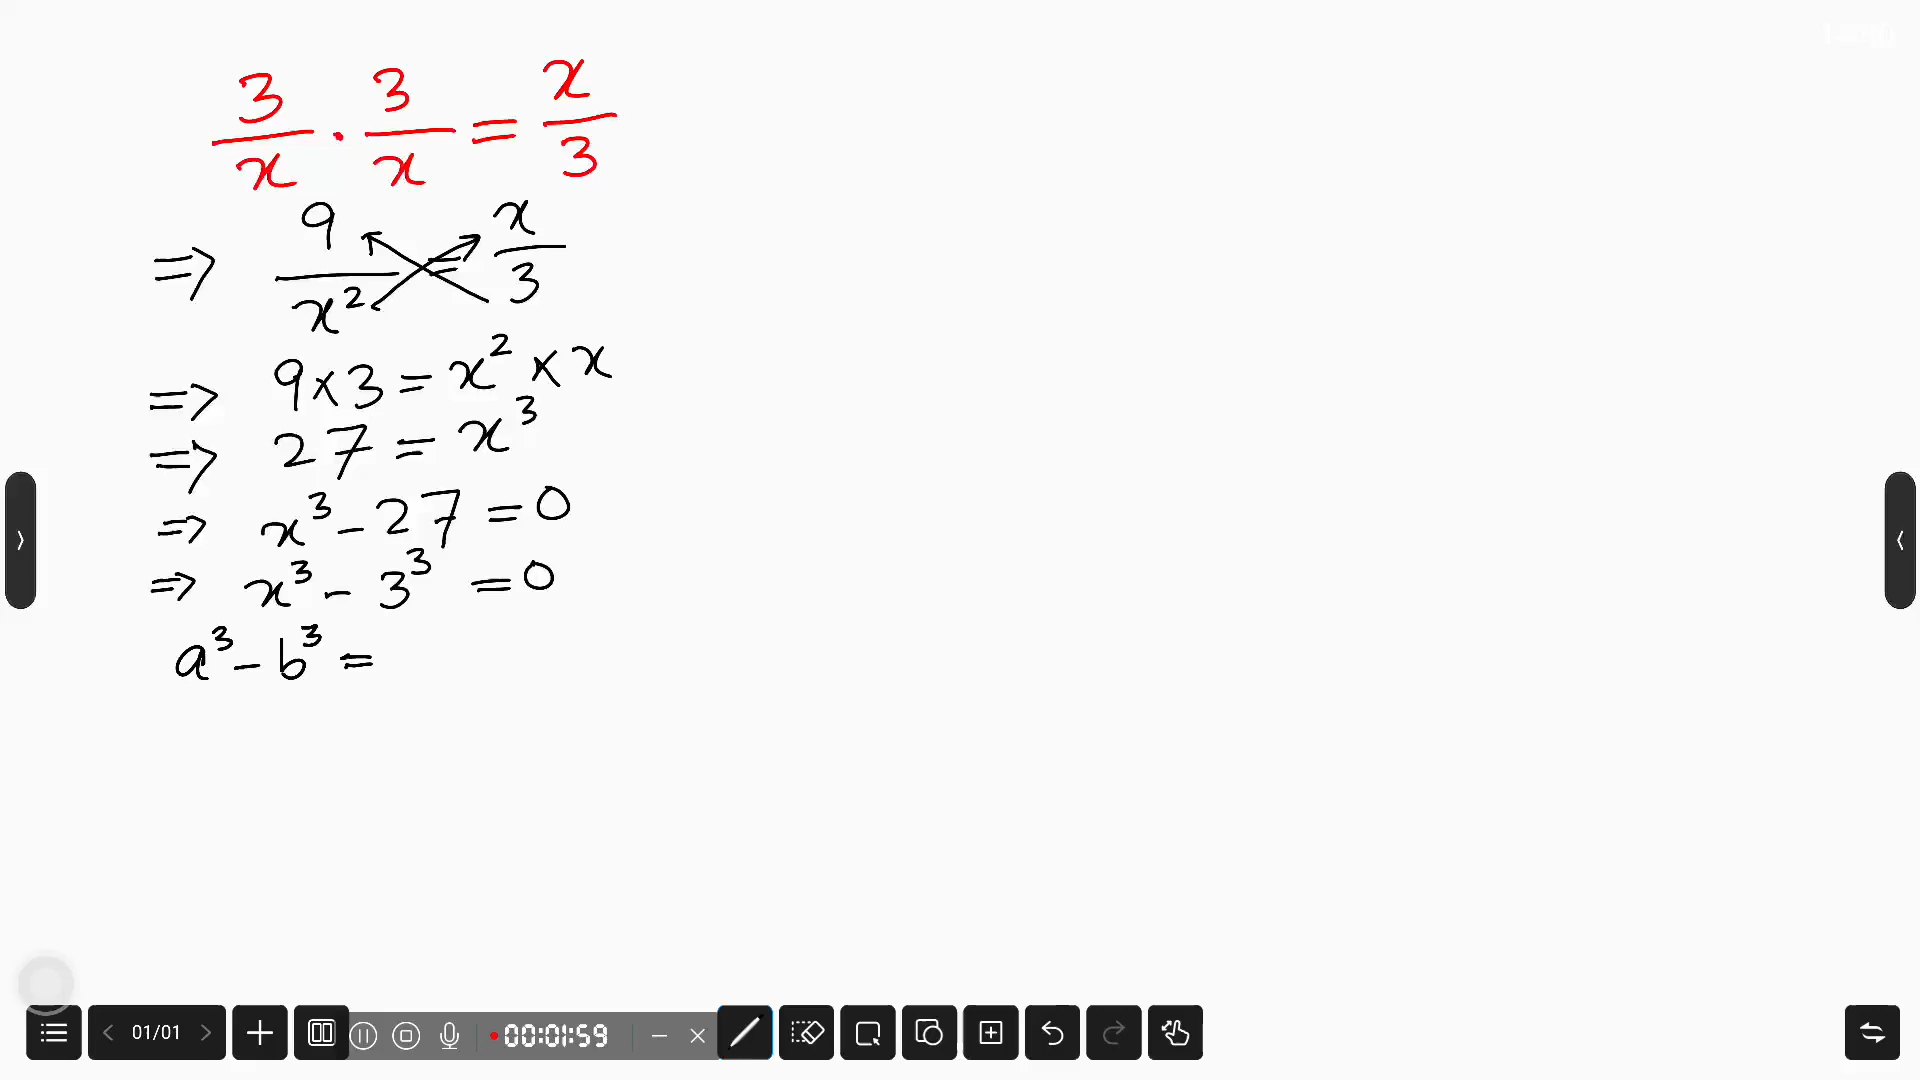 3/x · 3/x = x/3
=> 9/x² = x/3
=> 9×3 = x² × x
=> 27 = x³
=> x³ - 27 = 0
=> x³ - 3³ = 0
a³ - b³ =
01/01
00:01:59